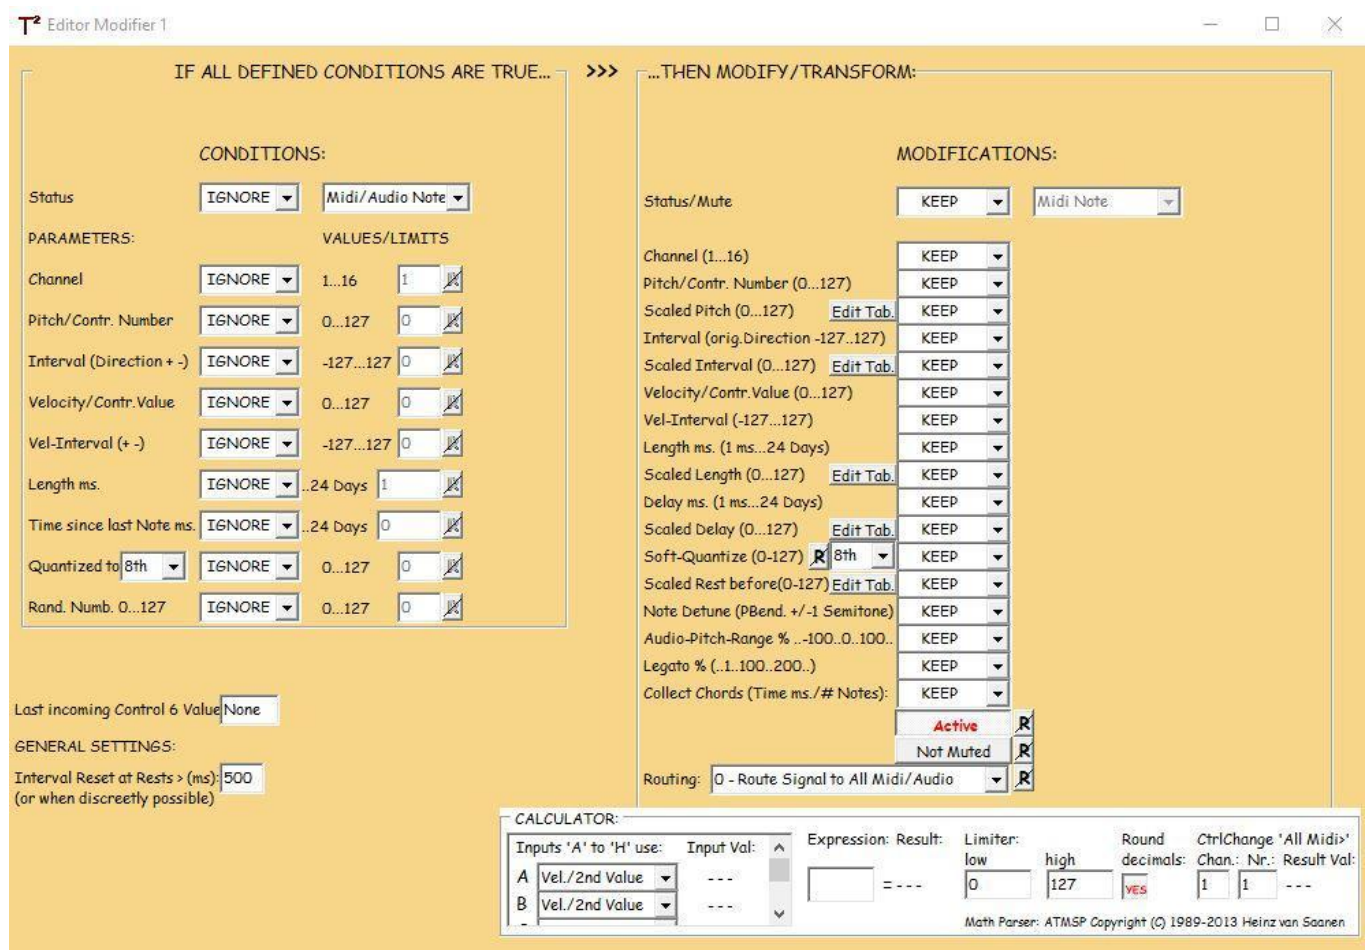 T² Editor Modifier 1
IF ALL DEFINED CONDITIONS ARE TRUE... >>> ...THEN MODIFY/TRANSFORM:
CONDITIONS:
Status IGNORE Midi/Audio Note
PARAMETERS: VALUES/LIMITS
Channel IGNORE 1...16 1 R
Pitch/Contr. Number IGNORE 0...127 0 R
Interval (Direction + -) IGNORE -127...127 0 R
Velocity/Contr.Value IGNORE 0...127 0 R
Vel-Interval (+ -) IGNORE -127...127 0 R
Length ms. IGNORE ..24 Days 1 R
Time since last Note ms. IGNORE ..24 Days 0 R
Quantized to 8th IGNORE 0...127 0 R
Rand. Numb. 0...127 IGNORE 0...127 0 R
Last incoming Control 6 Value None
GENERAL SETTINGS:
Interval Reset at Rests > (ms): 500
(or when discreetly possible)
MODIFICATIONS:
Status/Mute KEEP Midi Note
Channel (1...16) KEEP
Pitch/Contr. Number (0...127) KEEP
Scaled Pitch (0...127) Edit Tab. KEEP
Interval (orig.Direction -127..127) KEEP
Scaled Interval (0...127) Edit Tab. KEEP
Velocity/Contr.Value (0...127) KEEP
Vel-Interval (-127...127) KEEP
Length ms. (1 ms...24 Days) KEEP
Scaled Length (0...127) Edit Tab. KEEP
Delay ms. (1 ms...24 Days) KEEP
Scaled Delay (0...127) Edit Tab. KEEP
Soft-Quantize (0-127) R 8th KEEP
Scaled Rest before(0-127) Edit Tab. KEEP
Note Detune (PBend. +/-1 Semitone) KEEP
Audio-Pitch-Range % ..-100..0..100.. KEEP
Legato % (..1..100..200..) KEEP
Collect Chords (Time ms./# Notes): KEEP
Active R
Not Muted R
Routing: 0 - Route Signal to All Midi/Audio R
CALCULATOR:
Inputs 'A' to 'H' use: Input Val:
A Vel./2nd Value ---
B Vel./2nd Value ---
Expression: Result:
= ---
Limiter:
low high
0 127
Round
decimals:
YES
CtrlChange 'All Midi>'
Chan.: Nr.: Result Val:
1 1 ---
Math Parser: ATMSP Copyright (C) 1989-2013 Heinz van Saanen